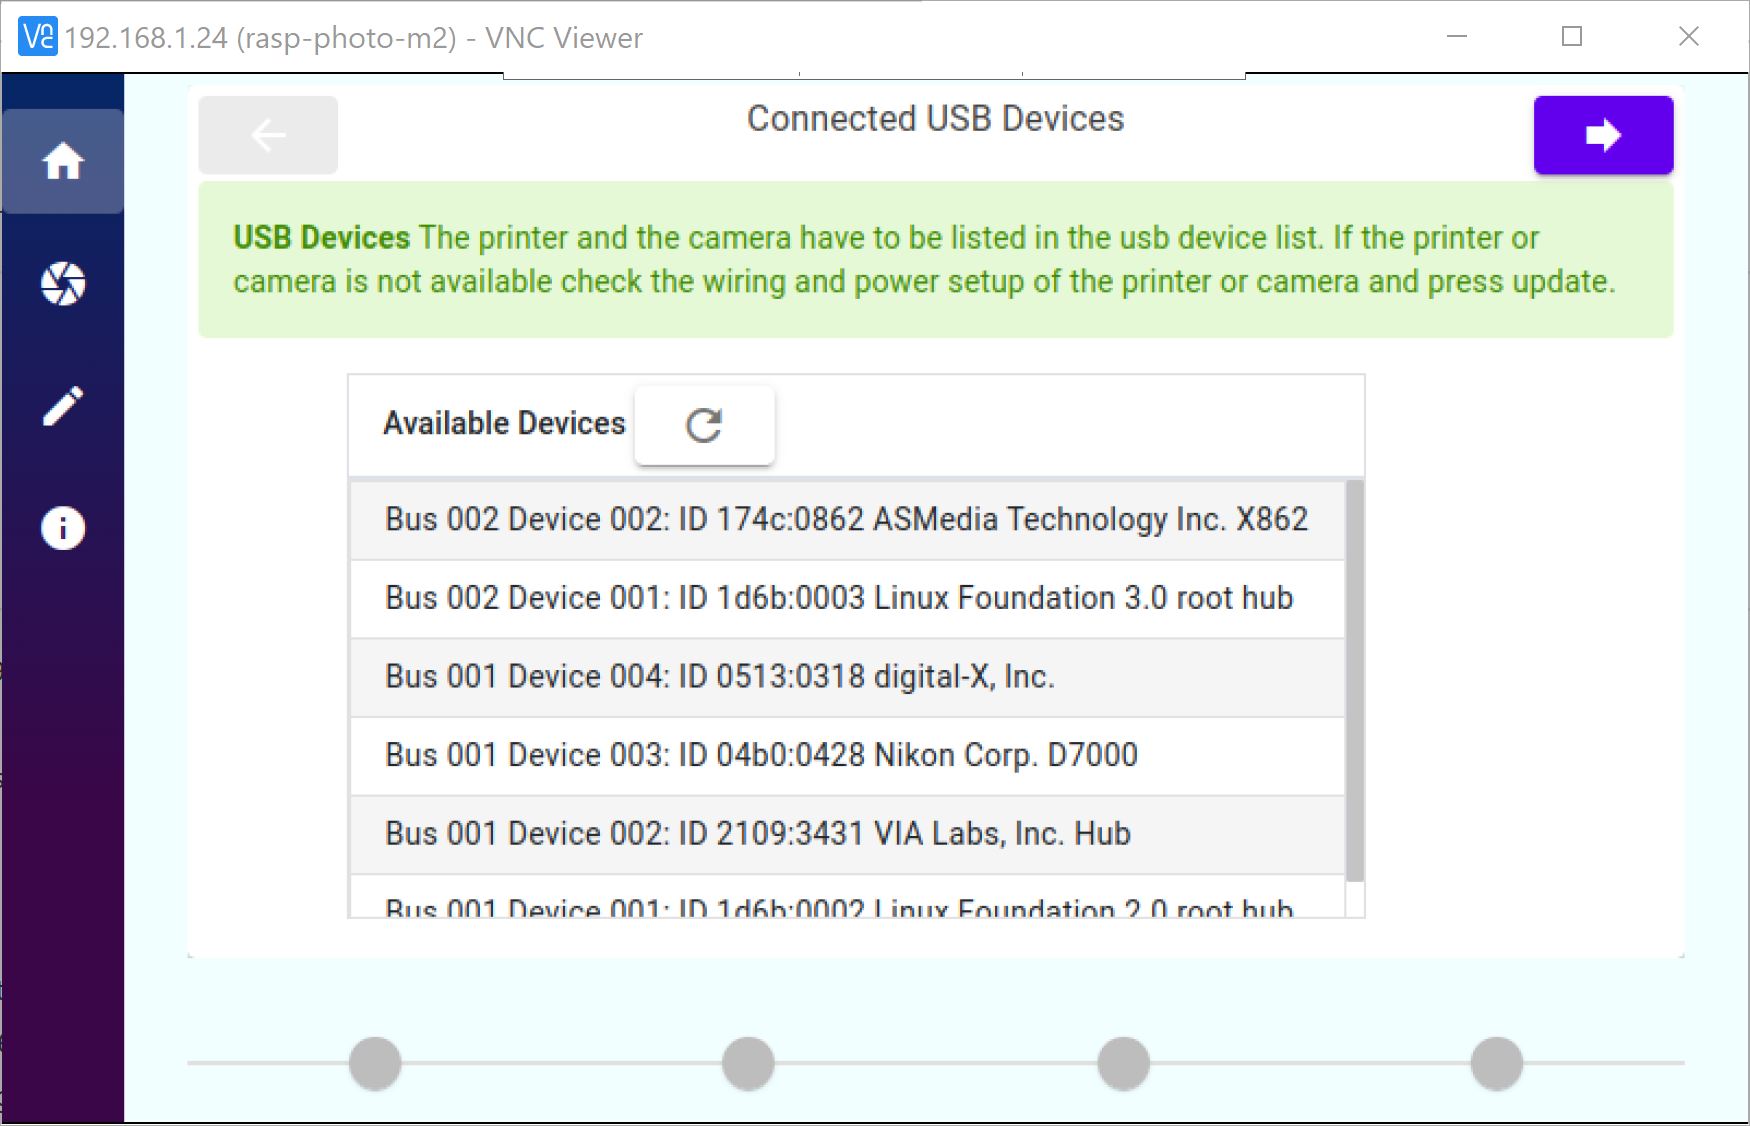 192.168.1.24 (rasp-photo-m2) - VNC Viewer
Connected USB Devices
USB Devices The printer and the camera have to be listed in the usb device list. If the printer or
camera is not available check the wiring and power setup of the printer or camera and press update.
Available Devices
Bus 002 Device 002: ID 174c:0862 ASMedia Technology Inc. X862
Bus 002 Device 001: ID 1d6b:0003 Linux Foundation 3.0 root hub
Bus 001 Device 004: ID 0513:0318 digital-X, Inc.
Bus 001 Device 003: ID 04b0:0428 Nikon Corp. D7000
Bus 001 Device 002: ID 2109:3431 VIA Labs, Inc. Hub
Bus 001 Device 001: ID 1d6b:0002 Linux Foundation 2.0 root hub